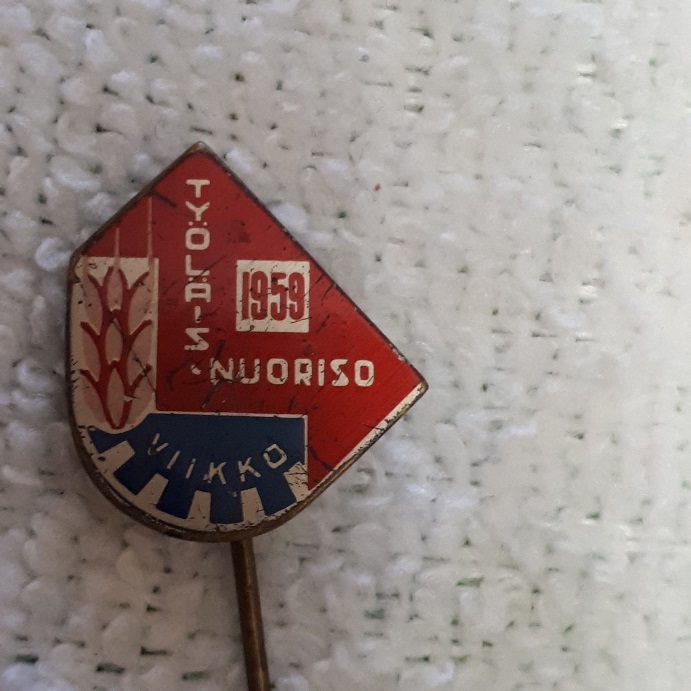 TYÖLÄIS
1959
·NUORISO
VIIKKO